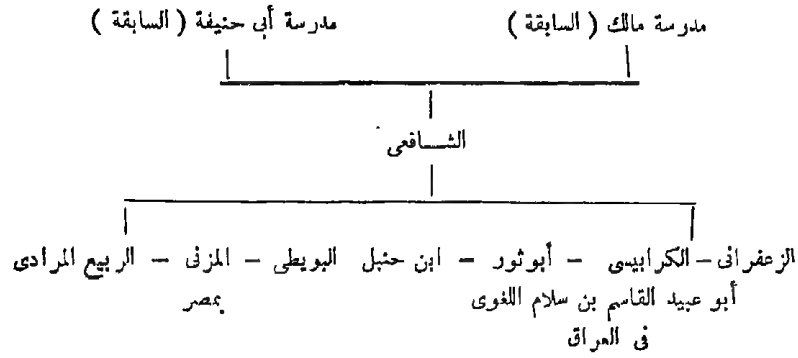 مدرسة مالك ( السابقة ) مدرسة أبى حنيفة ( السابقة )
الشـــافعى
الزعفرانى – الكرابيسى – أبو ثور – ابن حنبل البويطى – المزنى – الربيع المرادى
أبو عبيد القاسم بن سلام اللغوى بمصر
فى العراق